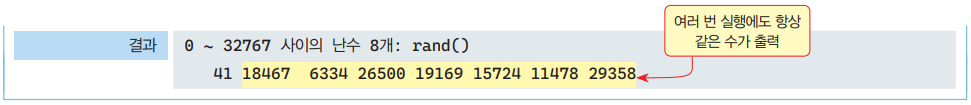 여러 번 실행에도 항상
같은 수가 출력
결과
0 ~ 32767 사이의 난수 8개: rand()
41 18467 6334 26500 19169 15724 11478 29358